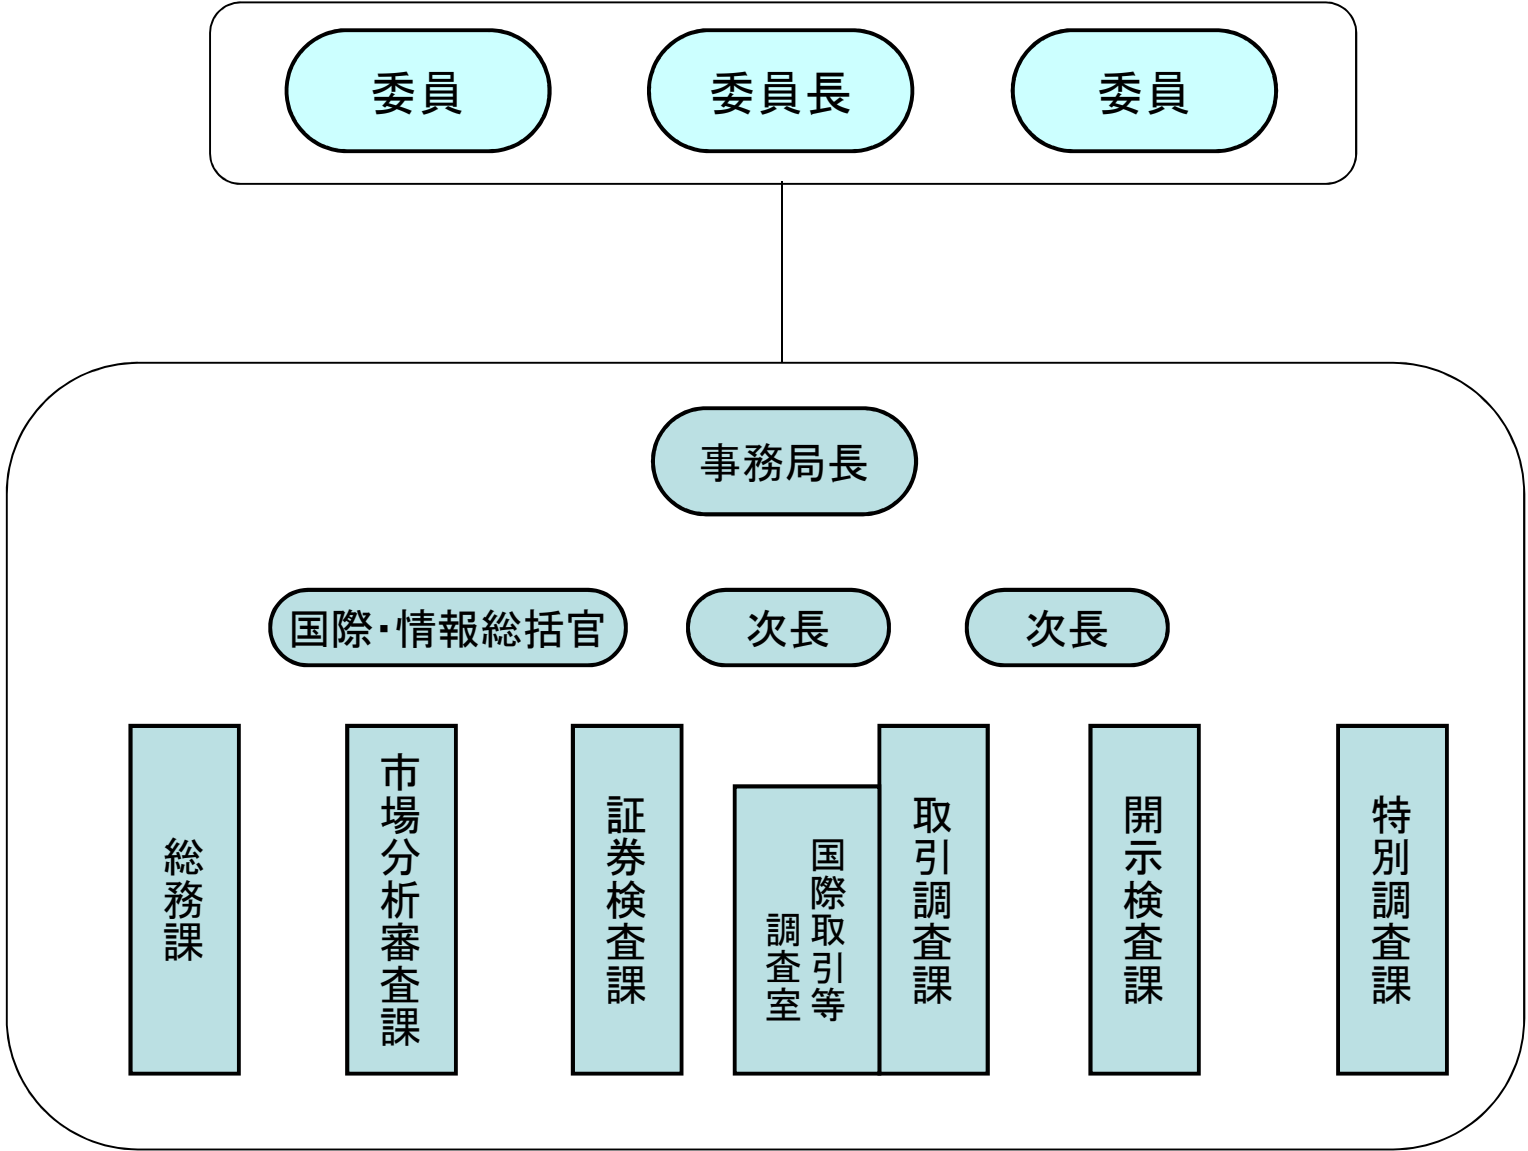 委員
委員長
委員
事務局長
国際・情報総括官
次長
次長
総務課
市場分析審査課
証券検査課
国際取引等
調査室
取引調査課
開示検査課
特別調査課